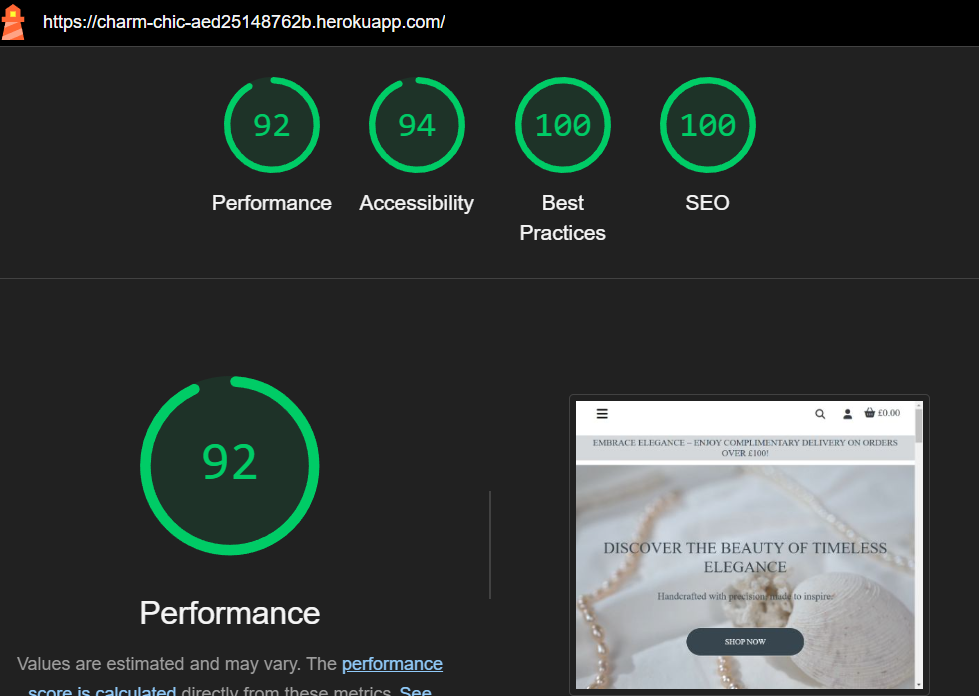 https://charm-chic-aed25148762b.herokuapp.com/
92
94
100
100
Performance
Accessibility
Best
Practices
SEO
92
Performance
Values are estimated and may vary. The performance
score is calculated directly from these metrics. See
£0.00
EMBRACE ELEGANCE – ENJOY COMPLIMENTARY DELIVERY ON ORDERS
OVER £100!
DISCOVER THE BEAUTY OF TIMELESS
ELEGANCE
Handcrafted with precision, made to inspire.
SHOP NOW